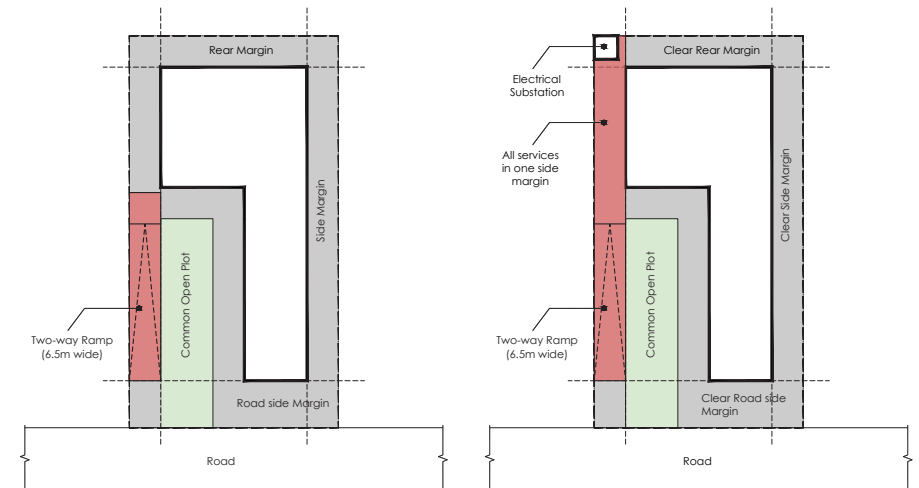 Rear Margin
Side Margin
Common Open Plot
Two-way Ramp
(6.5m wide)
Road side Margin
Road
Clear Rear Margin
Electrical
Substation
All services
in one side
margin
Clear Side Margin
Common Open Plot
Two-way Ramp
(6.5m wide)
Clear Road side
Margin
Road